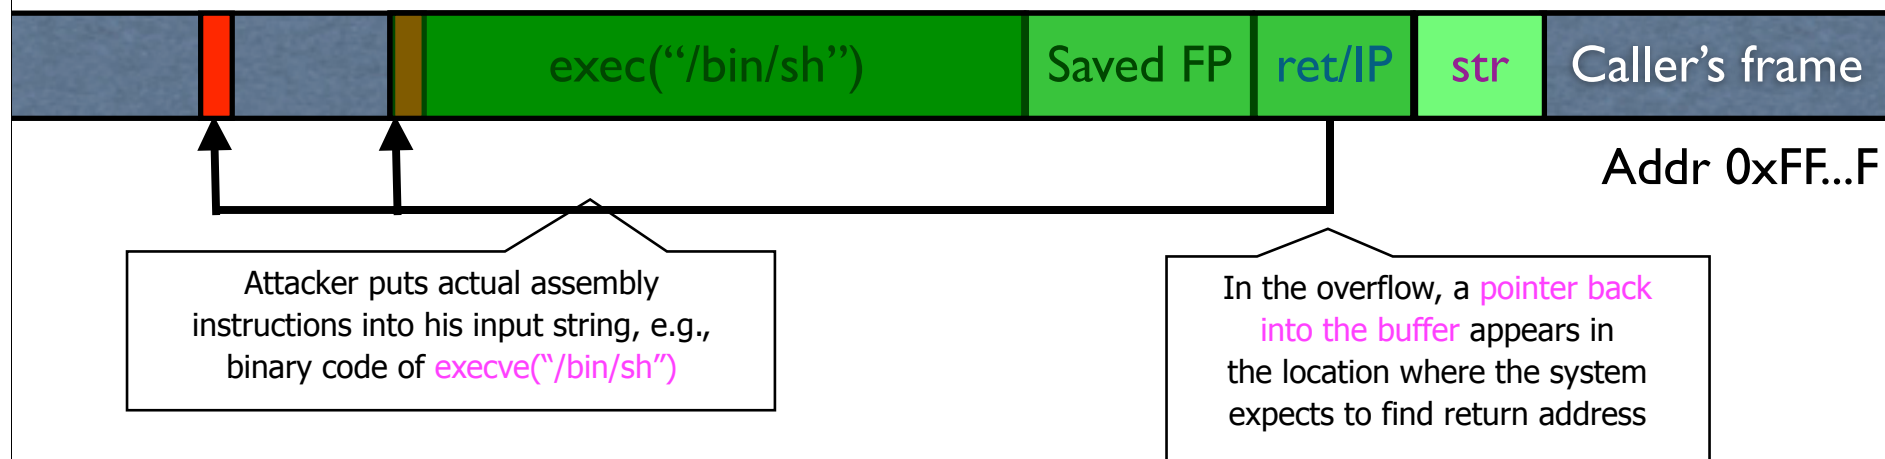 exec(“/bin/sh”) Saved FP ret/IP str Caller’s frame
Addr 0xFF...F
Attacker puts actual assembly
instructions into his input string, e.g.,
binary code of execve(“/bin/sh”)
In the overflow, a pointer back
into the buffer appears in
the location where the system
expects to find return address